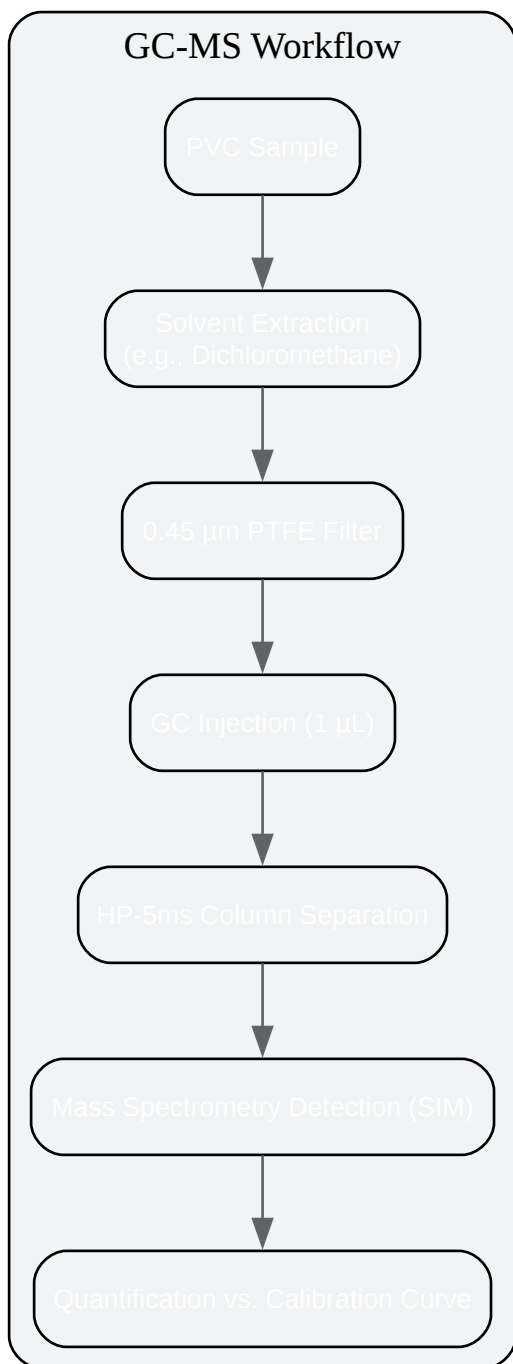 GC-MS Workflow
PVC Sample
Solvent Extraction
(e.g., Dichloromethane)
0.45 µm PTFE Filter
GC Injection (1 µL)
HP-5ms Column Separation
Mass Spectrometry Detection (SIM)
Quantification vs. Calibration Curve